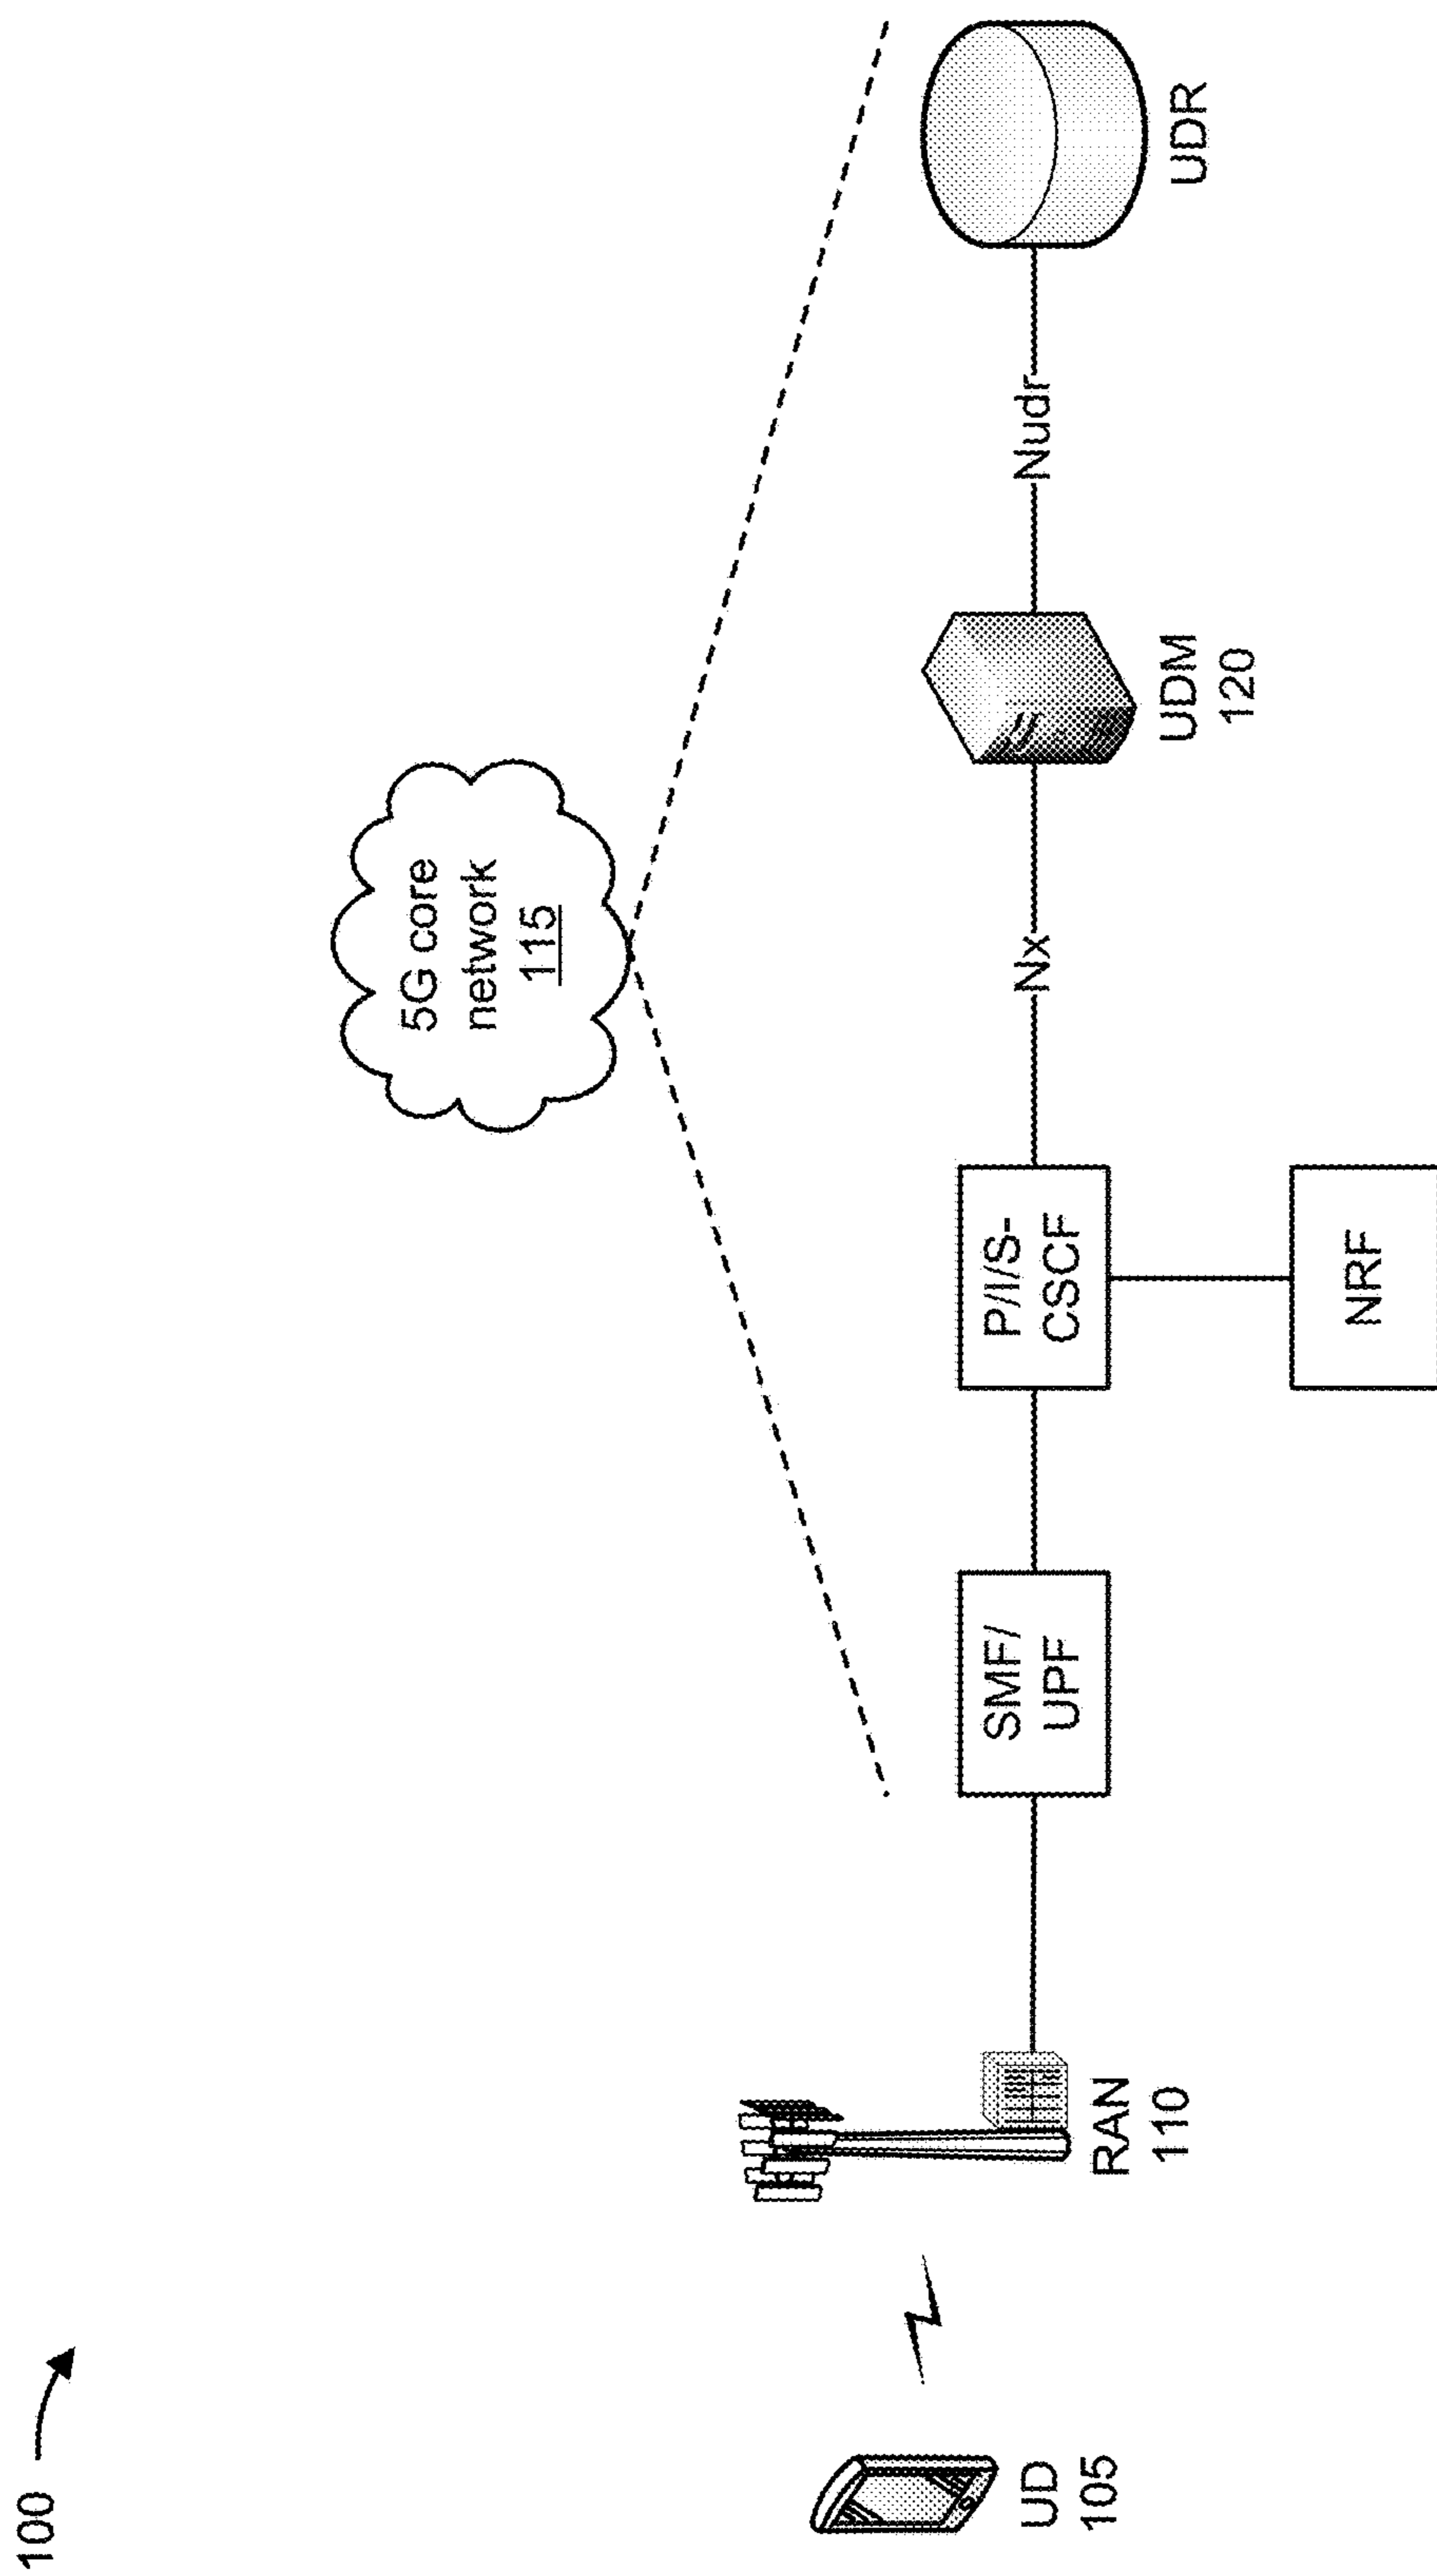 100
5G core
network
115
UD
105
RAN
110
SMF/
UPF
P/I/S-
CSCF
NRF
Nx
UDM
120
Nudr
UDR